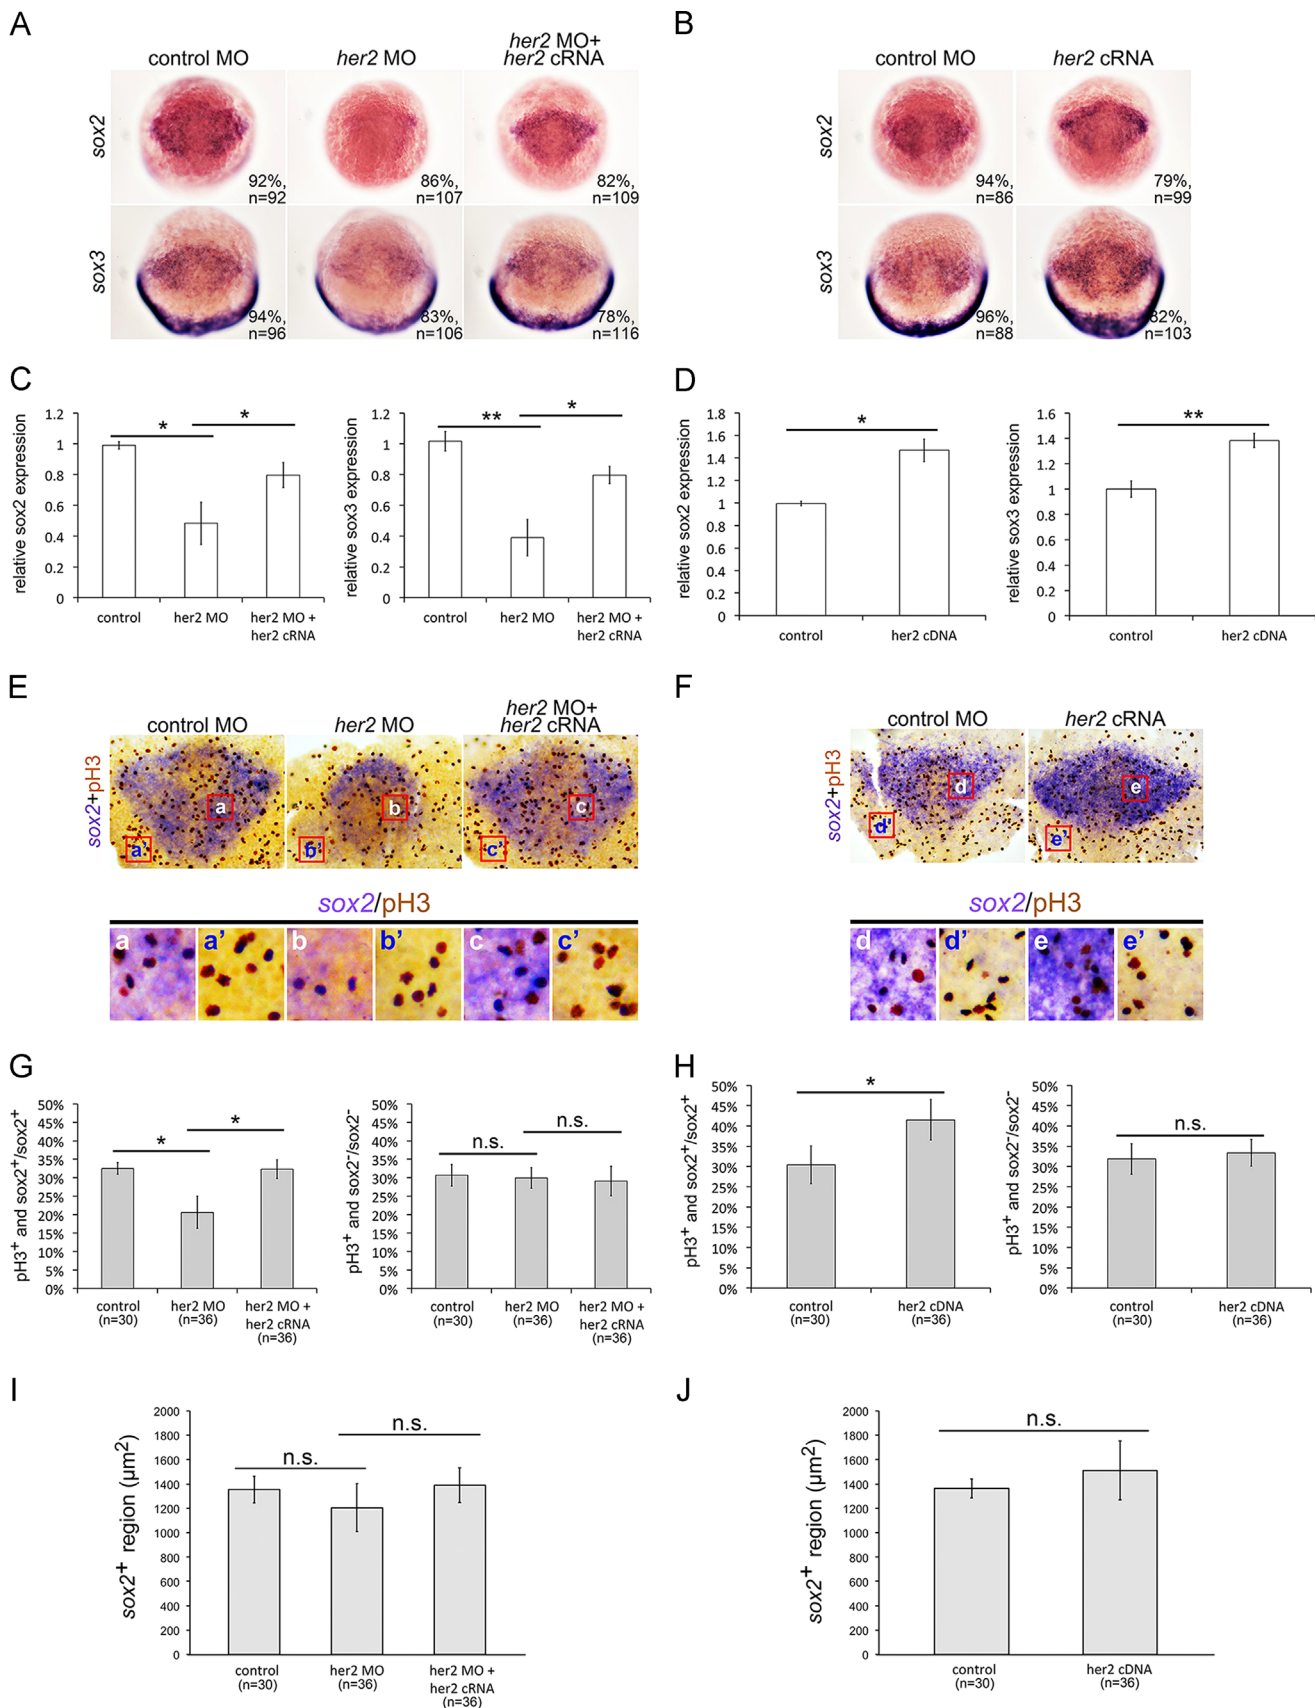 A
control MO
her2 MO
her2 MO+
her2 cRNA
sox2
92%,
n=92
86%,
n=107
82%,
n=109
sox3
94%,
n=96
83%,
n=106
78%,
n=116
B
control MO
her2 cRNA
sox2
94%,
n=86
79%,
n=99
sox3
96%,
n=88
82%,
n=103
C
relative sox2 expression
1.2
1
0.8
0.6
0.4
0.2
0
*
*
control
her2 MO
her2 MO +
her2 cRNA
relative sox3 expression
1.2
1
0.8
0.6
0.4
0.2
0
**
*
control
her2 MO
her2 MO +
her2 cRNA
D
relative sox2 expression
1.8
1.6
1.4
1.2
1
0.8
0.6
0.4
0.2
0
*
control
her2 cDNA
relative sox3 expression
1.6
1.4
1.2
1
0.8
0.6
0.4
0.2
0
**
control
her2 cDNA
E
control MO
her2 MO
her2 MO+
her2 cRNA
sox2+pH3
a
a’
b
b’
c
c’
sox2/pH3
a
a’
b
b’
c
c’
F
control MO
her2 cRNA
sox2+pH3
d
d’
e
e’
sox2/pH3
d
d’
e
e’
G
pH3+ and sox2+/sox2+
50%
45%
40%
35%
30%
25%
20%
15%
10%
5%
0%
*
*
control
(n=30)
her2 MO
(n=36)
her2 MO +
her2 cRNA
(n=36)
pH3+ and sox2-/sox2-
50%
45%
40%
35%
30%
25%
20%
15%
10%
5%
0%
n.s.
n.s.
control
(n=30)
her2 MO
(n=36)
her2 MO +
her2 cRNA
(n=36)
H
pH3+ and sox2+/sox2+
50%
45%
40%
35%
30%
25%
20%
15%
10%
5%
0%
*
control
(n=30)
her2 cDNA
(n=36)
pH3+ and sox2-/sox2-
50%
45%
40%
35%
30%
25%
20%
15%
10%
5%
0%
n.s.
control
(n=30)
her2 cDNA
(n=36)
I
sox2+ region (µm2)
2000
1800
1600
1400
1200
1000
800
600
400
200
0
n.s.
n.s.
control
(n=30)
her2 MO
(n=36)
her2 MO +
her2 cRNA
(n=36)
J
sox2+ region (µm2)
2000
1800
1600
1400
1200
1000
800
600
400
200
0
n.s.
control
(n=30)
her2 cDNA
(n=36)